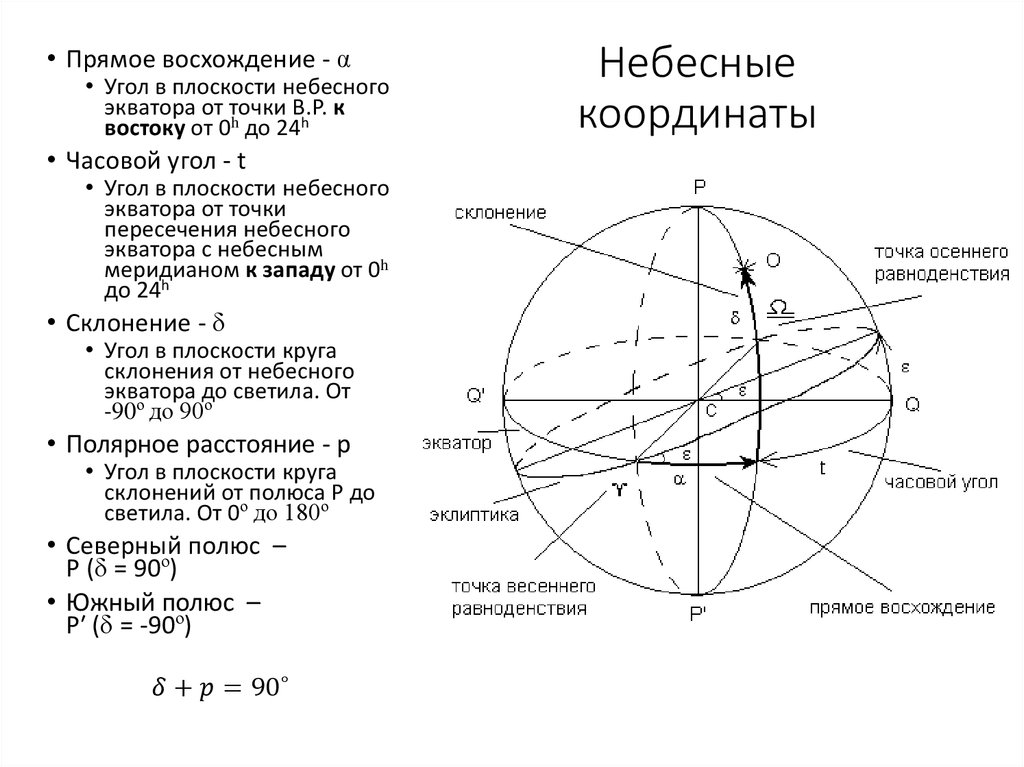 Небесные
координаты
• Прямое восхождение - α
• Угол в плоскости небесного
экватора от точки В.Р. к
востоку от 0ʰ до 24ʰ
• Часовой угол - t
• Угол в плоскости небесного
экватора от точки
пересечения небесного
экватора с небесным
меридианом к западу от 0ʰ
до 24ʰ
• Склонение - δ
• Угол в плоскости круга
склонения от небесного
экватора до светила. От
-90º до 90º
• Полярное расстояние - p
• Угол в плоскости круга
склонений от полюса P до
светила. От 0º до 180º
• Северный полюс –
P (δ = 90º)
• Южный полюс –
P’ (δ = -90º)
δ + p = 90°
P
склонение
O
точка осеннего
равноденствия
δ
Ω
ε
ε
Q'
C
Q
экватор
ε
t
α
часовой угол
♈
эклиптика
точка весеннего
равноденствия
P'
прямое восхождение